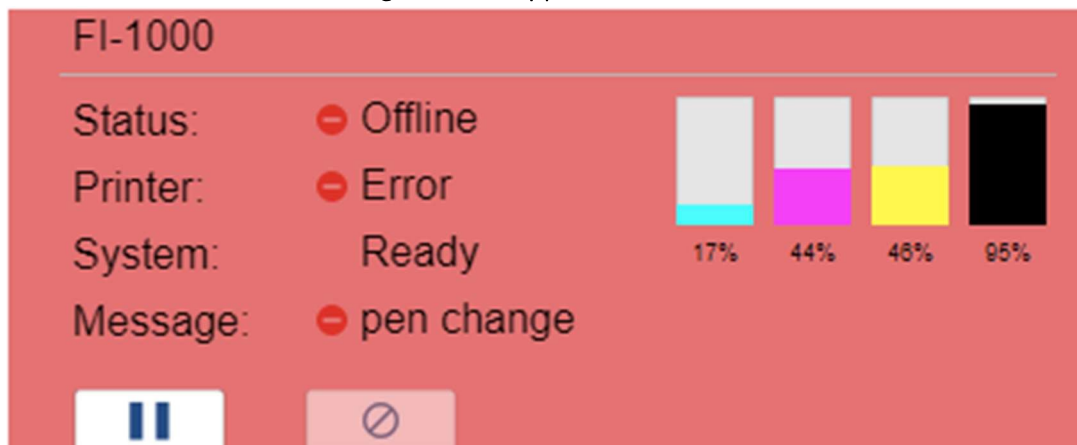 FI-1000
Status: Offline
Printer: Error
System: Ready
Message: pen change
17% 44% 46% 95%